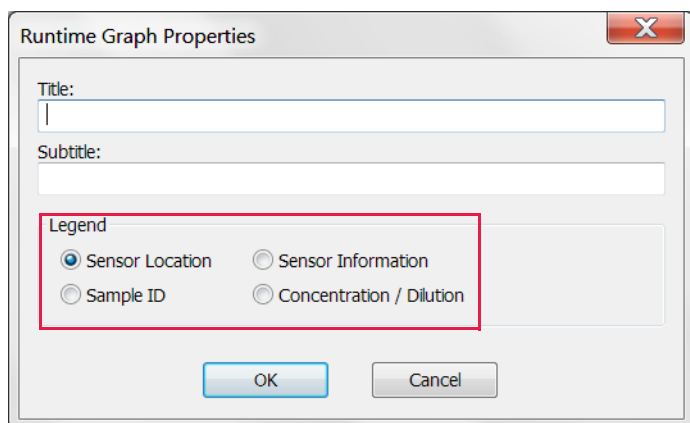 Runtime Graph Properties
Title:
Subtitle:
Legend
Sensor Location Sensor Information
Sample ID Concentration / Dilution
OK Cancel